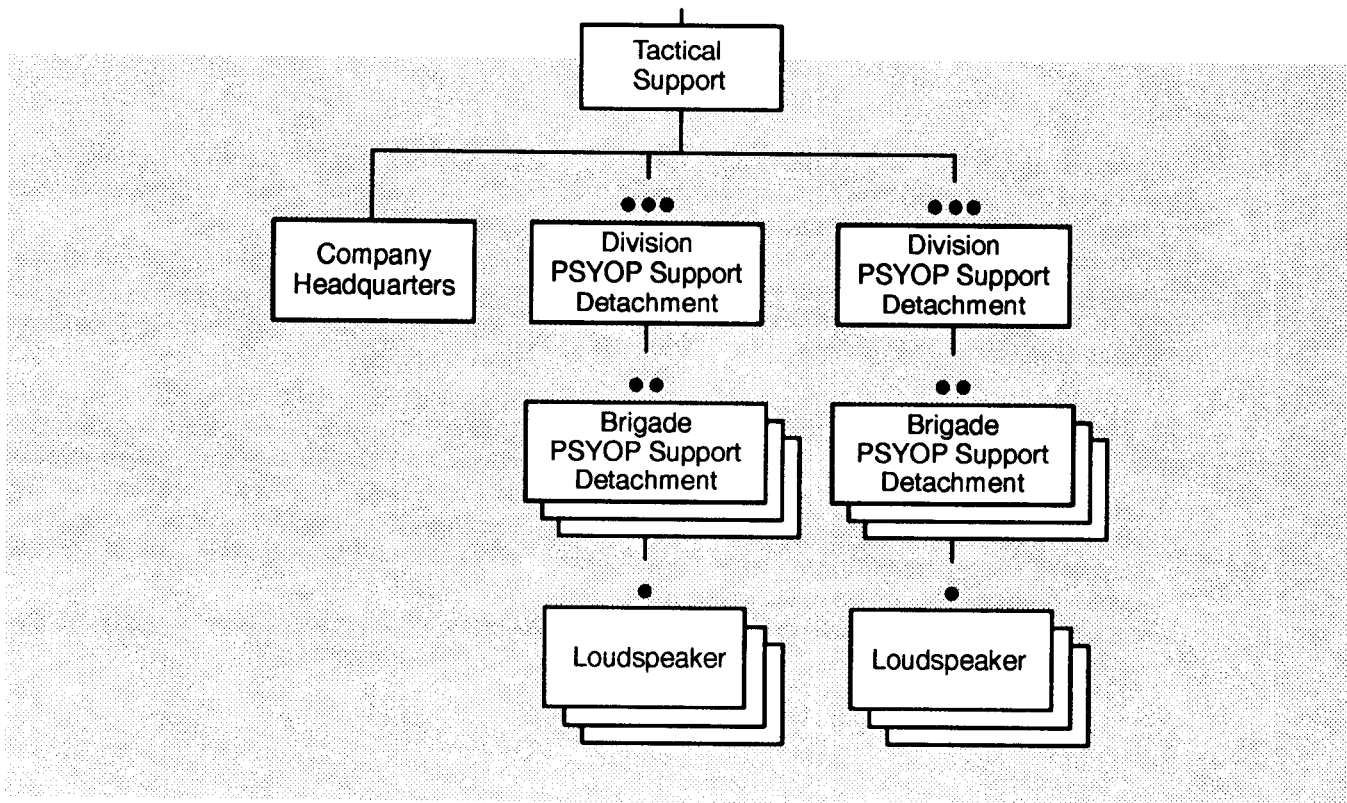 Tactical
Support
Company
Headquarters
Division
PSYOP Support
Detachment
Division
PSYOP Support
Detachment
Brigade
PSYOP Support
Detachment
Brigade
PSYOP Support
Detachment
Loudspeaker
Loudspeaker